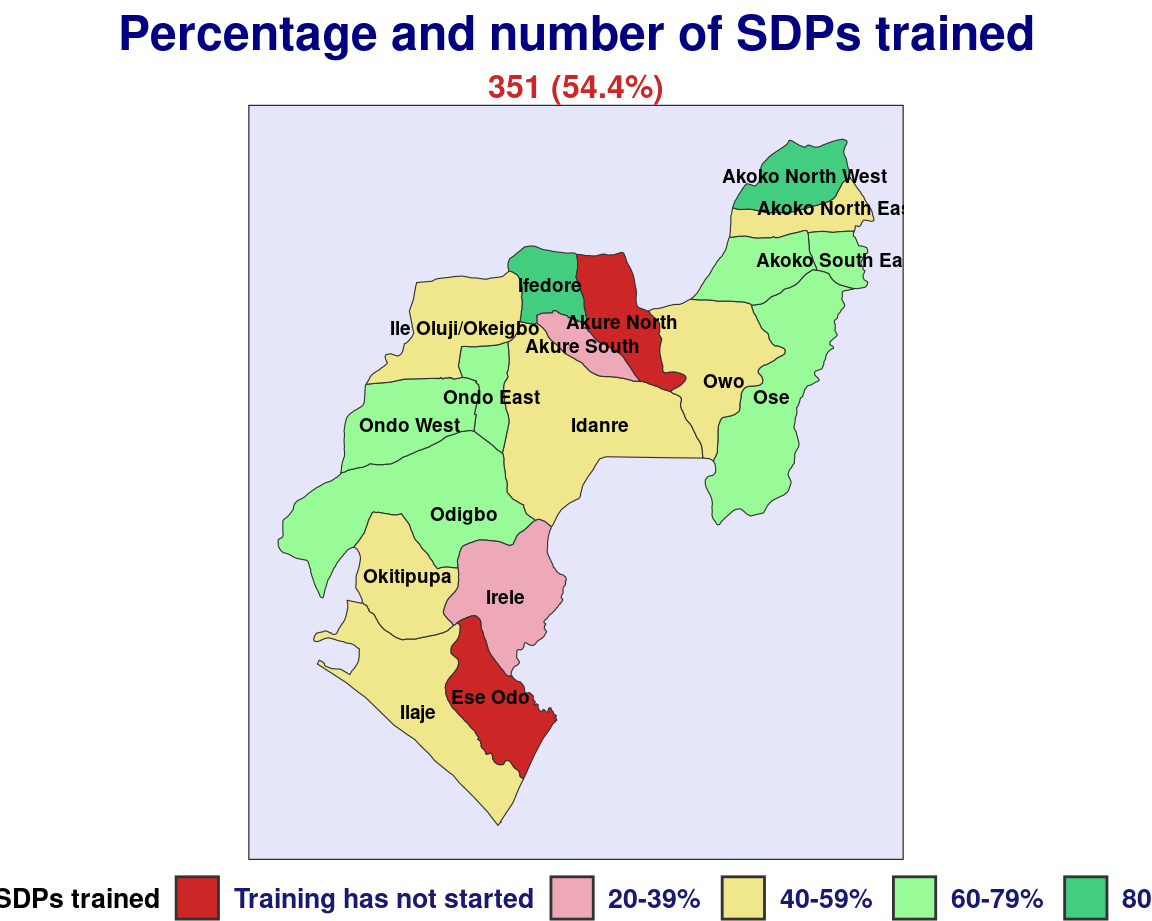 Percentage and number of SDPs trained
351 (54.4%)
Akoko North West
Akoko North Eas
Akoko South Ea
Ifedore
Akure North
Ile Oluji/Okeigbo
Akure South
Owo
Ondo East
Ose
Ondo West
Idanre
Odigbo
Okitipupa
Irele
Ese Odo
Ilaje
SDPs trained Training has not started 20-39% 40-59% 60-79% 80